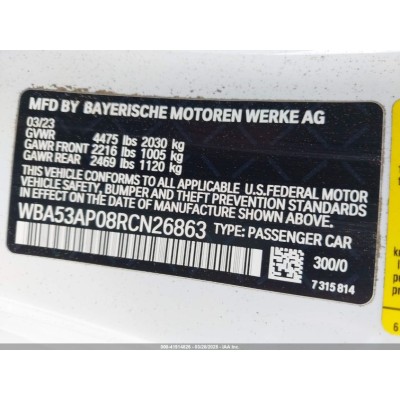 MFD BY BAYERISCHE MOTOREN WERKE AG
03/23
GVWR 4475 lbs 2030 kg
GAWR FRONT 2216 lbs 1005 kg
GAWR REAR 2469 lbs 1120 kg
THIS VEHICLE CONFORMS TO ALL APPLICABLE U.S.FEDERAL MOTOR
VEHICLE SAFETY, BUMPER, AND THEFT PREVENTION STANDARDS IN
EFFECT ON THE DATE OF MANUFACTURE SHOWN ABOVE.
WBA53AP08RCN26863 TYPE: PASSENGER CAR
300/0
7 315 814